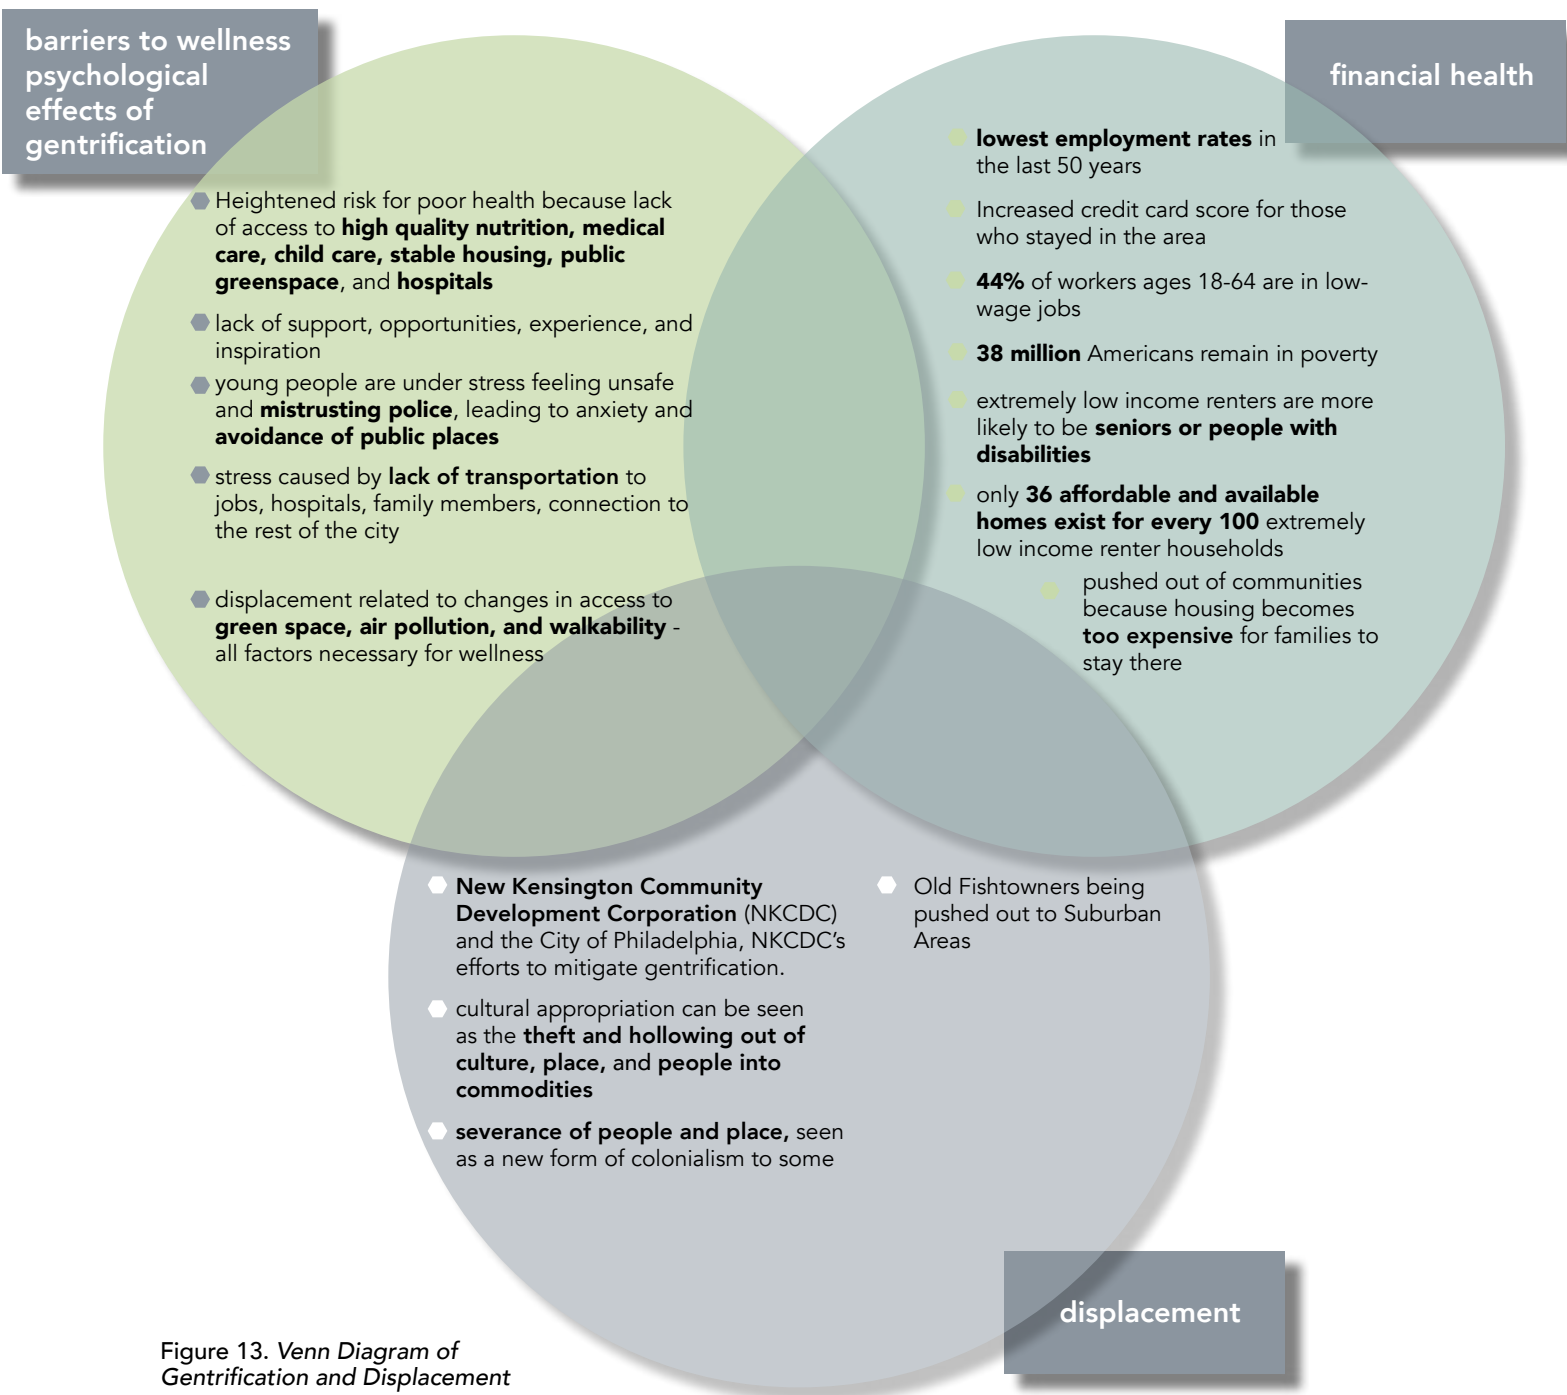 barriers to wellness
psychological
effects of
gentrification
financial health
Heightened risk for poor health because lack
of access to high quality nutrition, medical
care, child care, stable housing, public
greenspace, and hospitals
lack of support, opportunities, experience, and
inspiration
young people are under stress feeling unsafe
and mistrusting police, leading to anxiety and
avoidance of public places
stress caused by lack of transportation to
jobs, hospitals, family members, connection to
the rest of the city
displacement related to changes in access to
green space, air pollution, and walkability -
all factors necessary for wellness
lowest employment rates in
the last 50 years
Increased credit card score for those
who stayed in the area
44% of workers ages 18-64 are in low-
wage jobs
38 million Americans remain in poverty
extremely low income renters are more
likely to be seniors or people with
disabilities
only 36 affordable and available
homes exist for every 100 extremely
low income renter households
pushed out of communities
because housing becomes
too expensive for families to
stay there
New Kensington Community
Development Corporation (NKCDC)
and the City of Philadelphia, NKCDC’s
efforts to mitigate gentrification.
cultural appropriation can be seen
as the theft and hollowing out of
culture, place, and people into
commodities
severance of people and place, seen
as a new form of colonialism to some
Old Fishtowners being
pushed out to Suburban
Areas
displacement
Figure 13. Venn Diagram of
Gentrification and Displacement